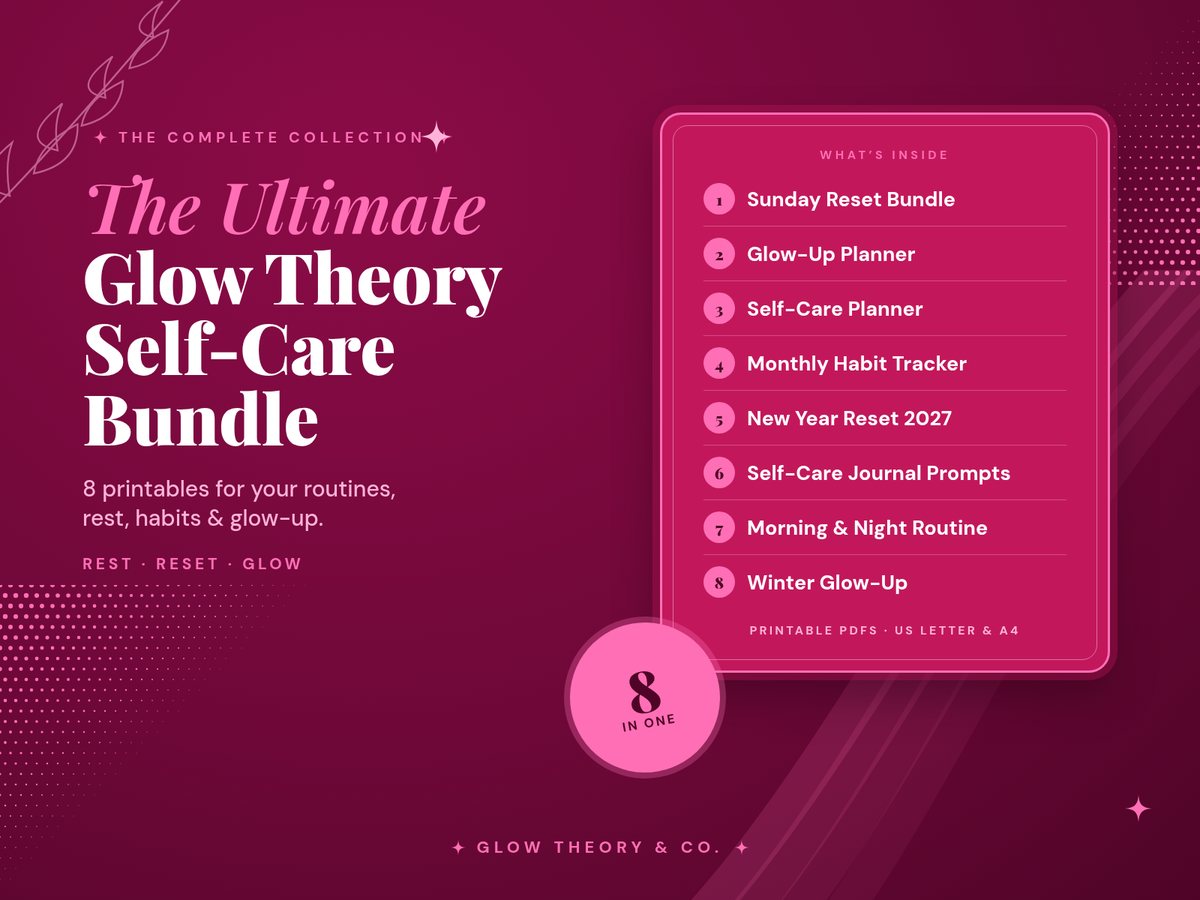 THE COMPLETE COLLECTION
The Ultimate
Glow Theory
Self-Care
Bundle
8 printables for your routines,
rest, habits & glow-up.
REST · RESET · GLOW
WHAT'S INSIDE
1 Sunday Reset Bundle
2 Glow-Up Planner
3 Self-Care Planner
4 Monthly Habit Tracker
5 New Year Reset 2027
6 Self-Care Journal Prompts
7 Morning & Night Routine
8 Winter Glow-Up
PRINTABLE PDFS · US LETTER & A4
8
IN ONE
GLOW THEORY & CO.